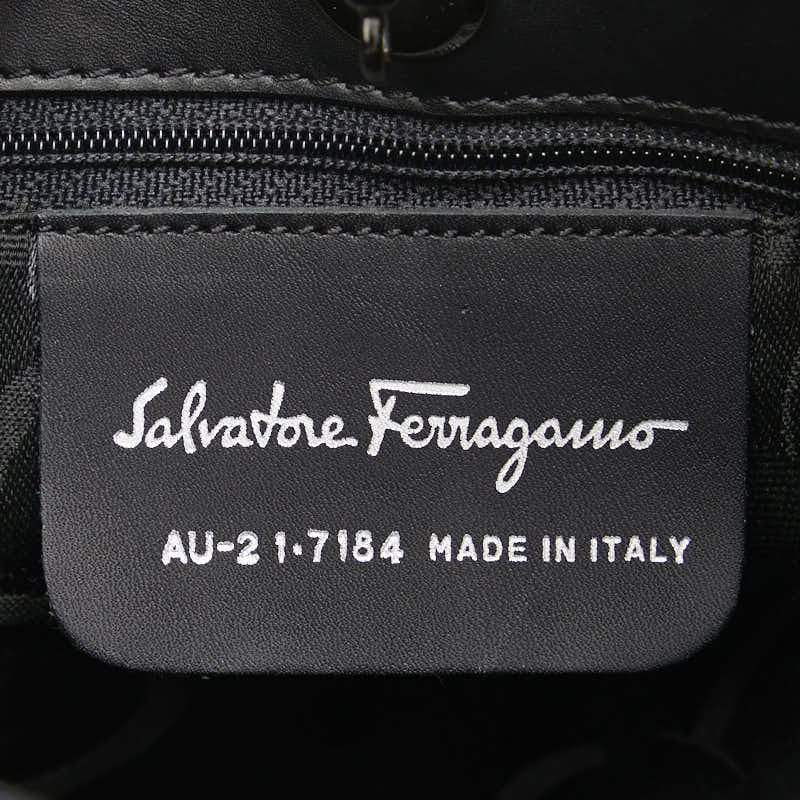 Salvatore Ferragamo
AU-21·7184 MADE IN ITALY